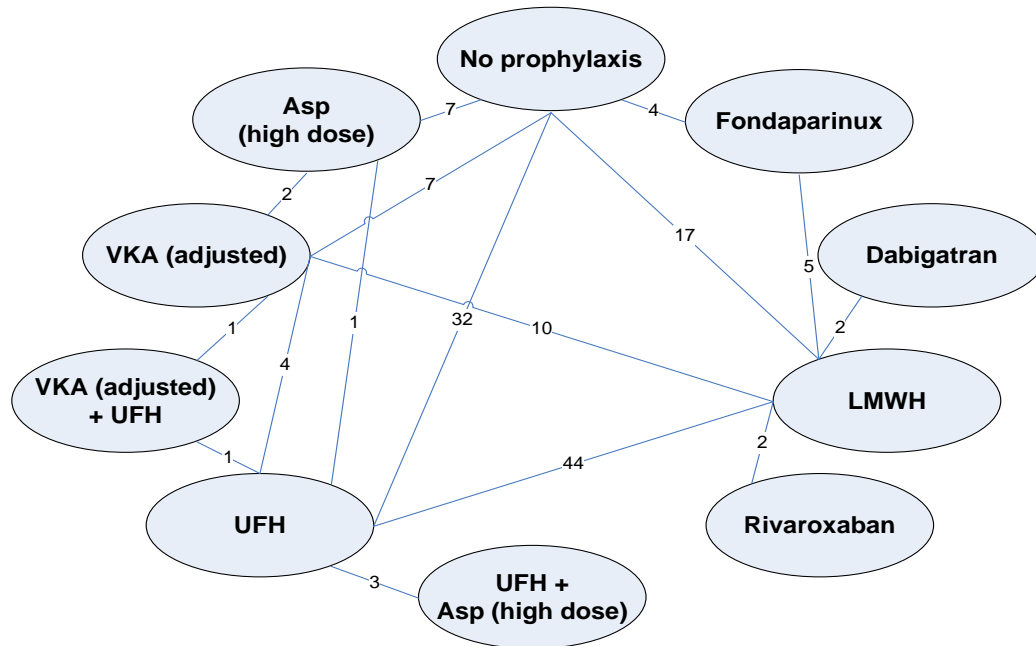 No prophylaxis
Asp
(high dose)
7
4
Fondaparinux
2
7
VKA (adjusted)
17
Dabigatran
5
1
1
32
10
2
4
VKA (adjusted)
+ UFH
LMWH
1
44
2
UFH
Rivaroxaban
3
UFH +
Asp (high dose)